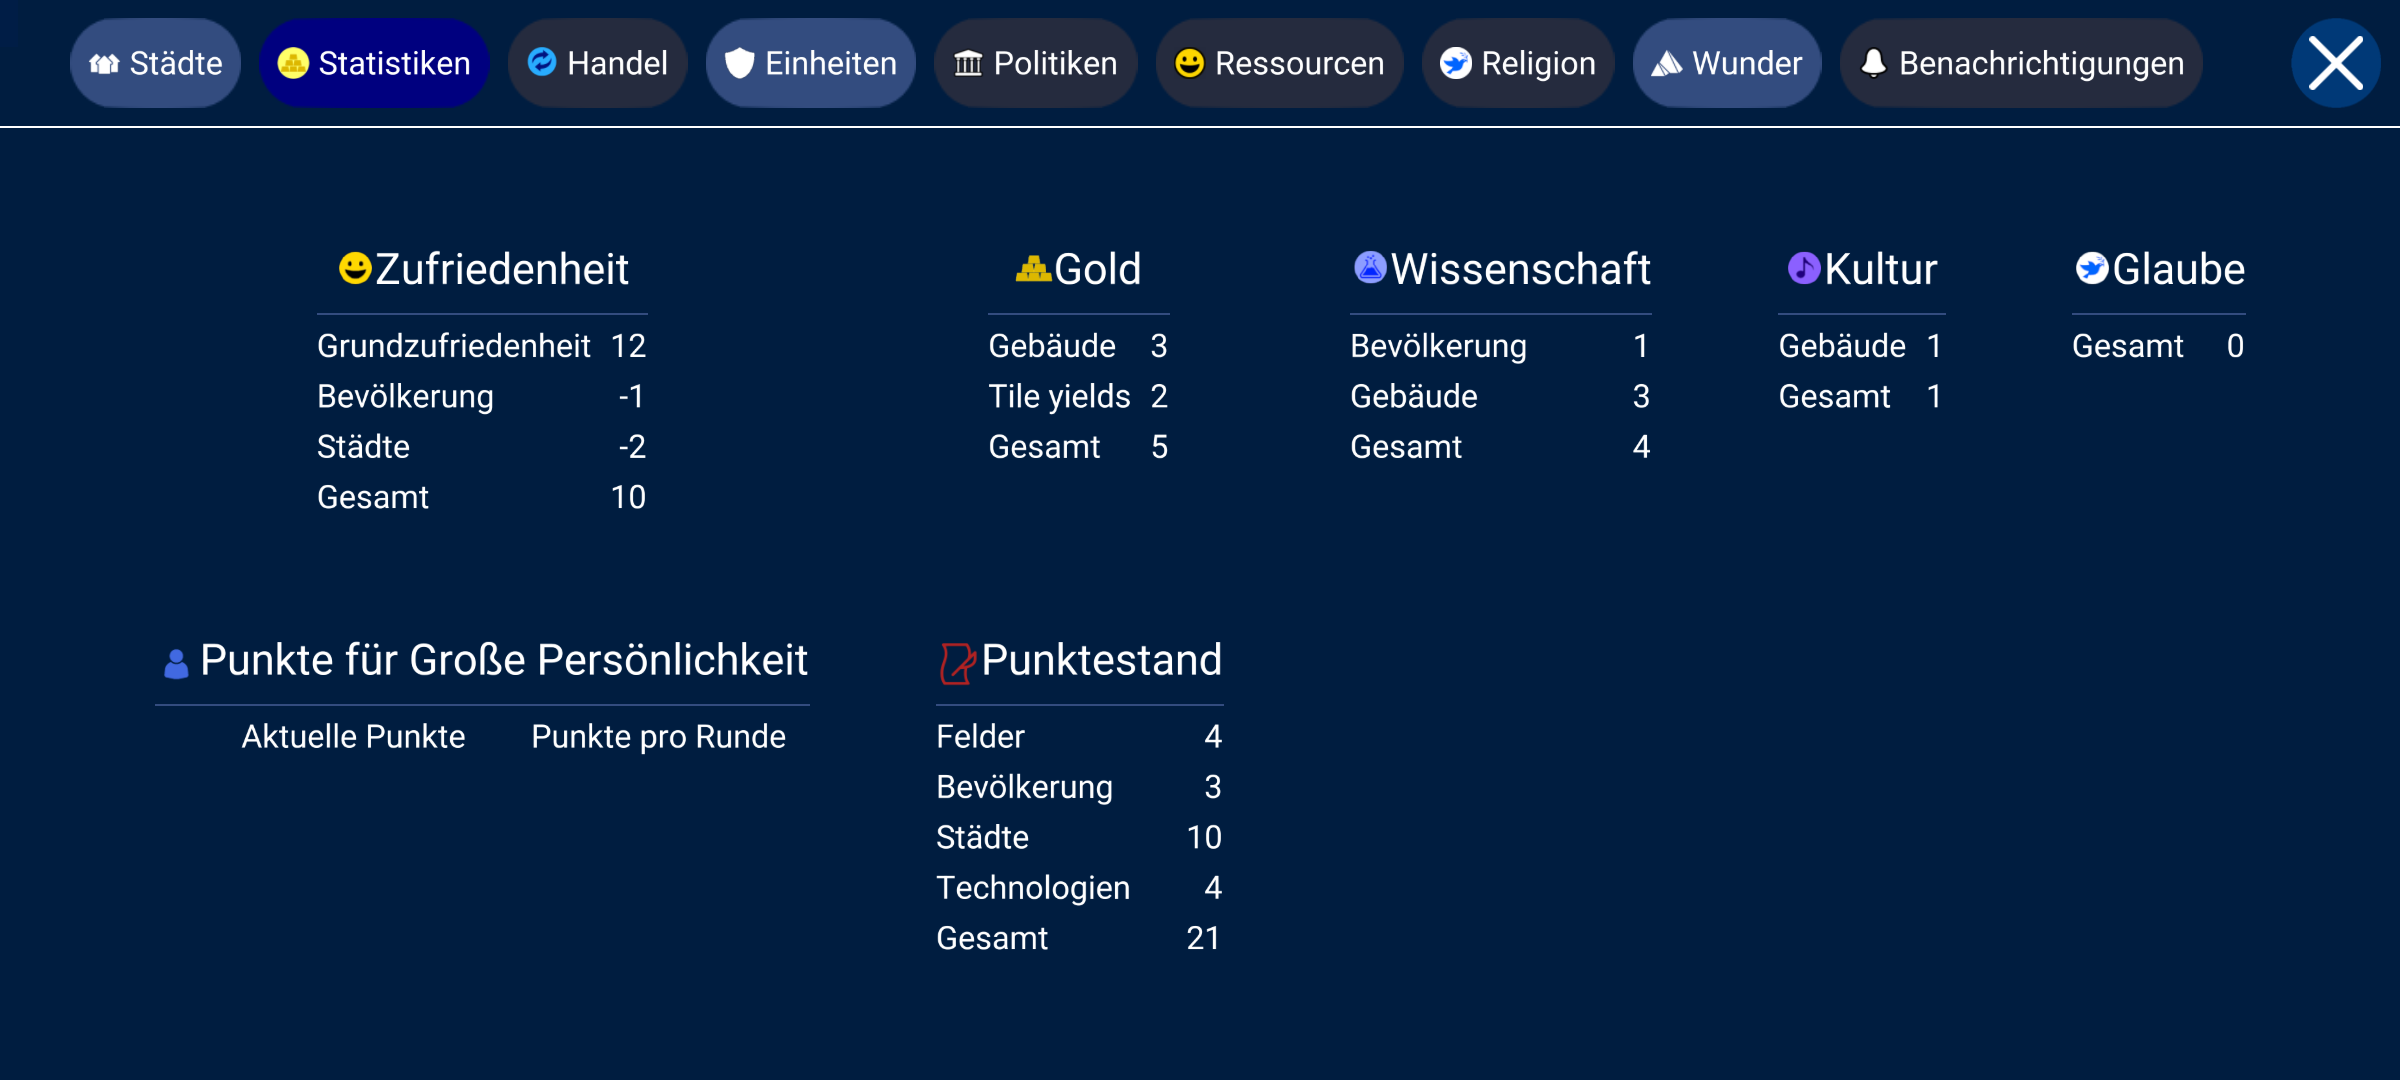 Städte Statistiken Handel Einheiten Politiken Ressourcen Religion Wunder Benachrichtigungen
Zufriedenheit
Grundzufriedenheit 12
Bevölkerung -1
Städte -2
Gesamt 10
Gold
Gebäude 3
Tile yields 2
Gesamt 5
Wissenschaft
Bevölkerung 1
Gebäude 3
Gesamt 4
Kultur
Gebäude 1
Gesamt 1
Glaube
Gesamt 0
Punkte für Große Persönlichkeit
Aktuelle Punkte Punkte pro Runde
Punktestand
Felder 4
Bevölkerung 3
Städte 10
Technologien 4
Gesamt 21